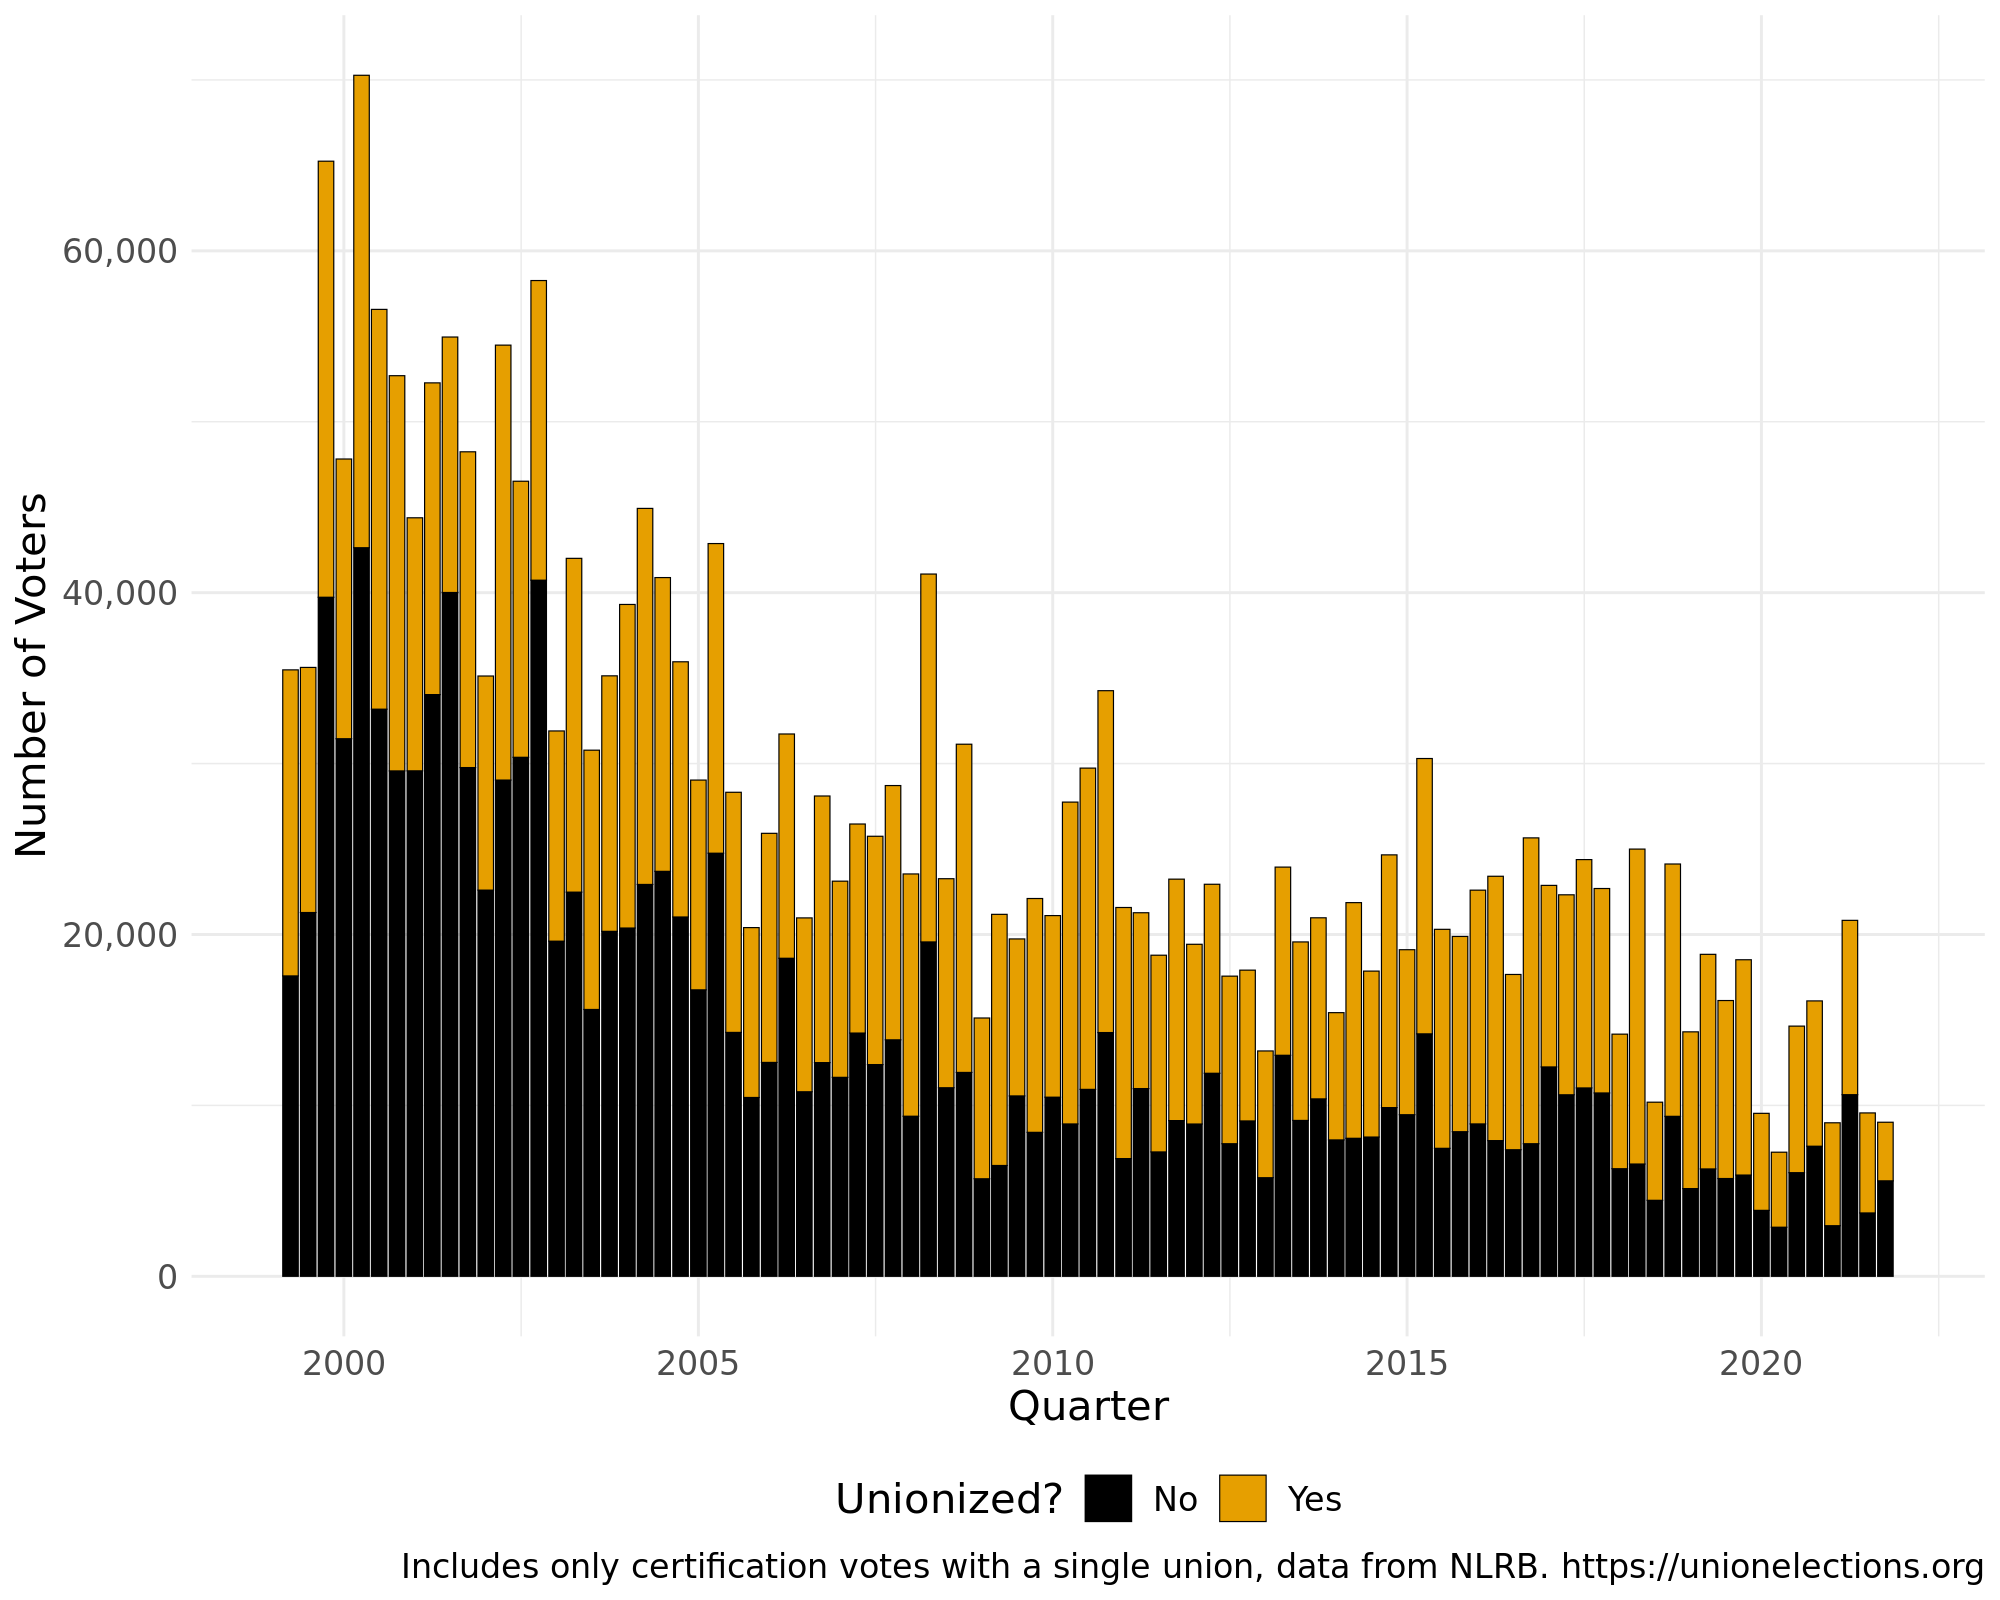 Number of Voters
60,000
40,000
20,000
0
2000 2005 2010 2015 2020
Quarter
Unionized? No Yes
Includes only certification votes with a single union, data from NLRB. https://unionelections.org